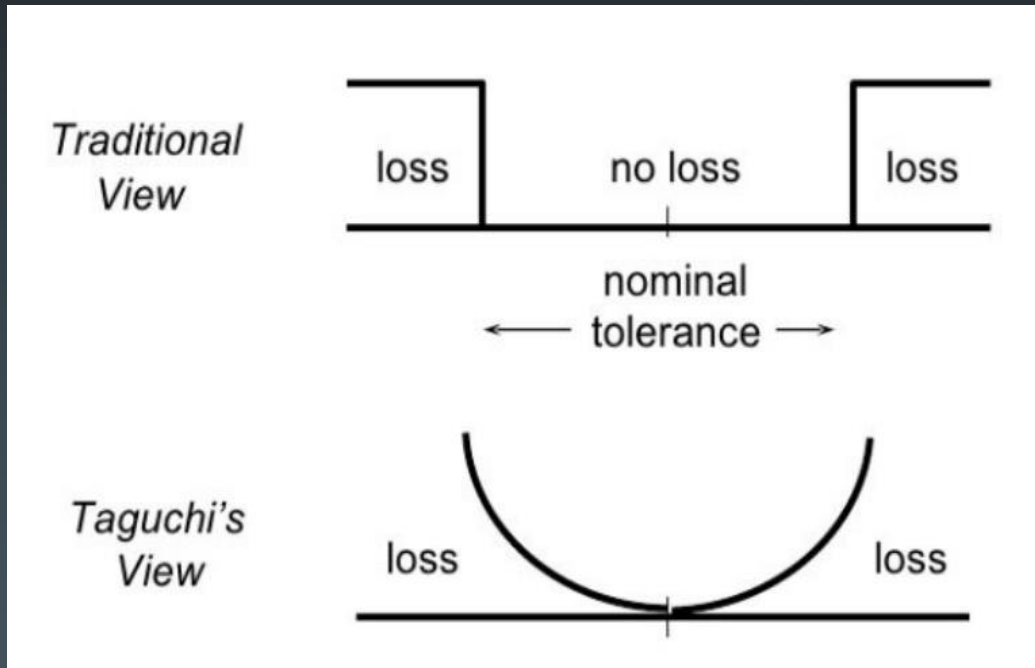 Traditional
View
loss
no loss
loss
nominal
tolerance
Taguchi's
View
loss
loss